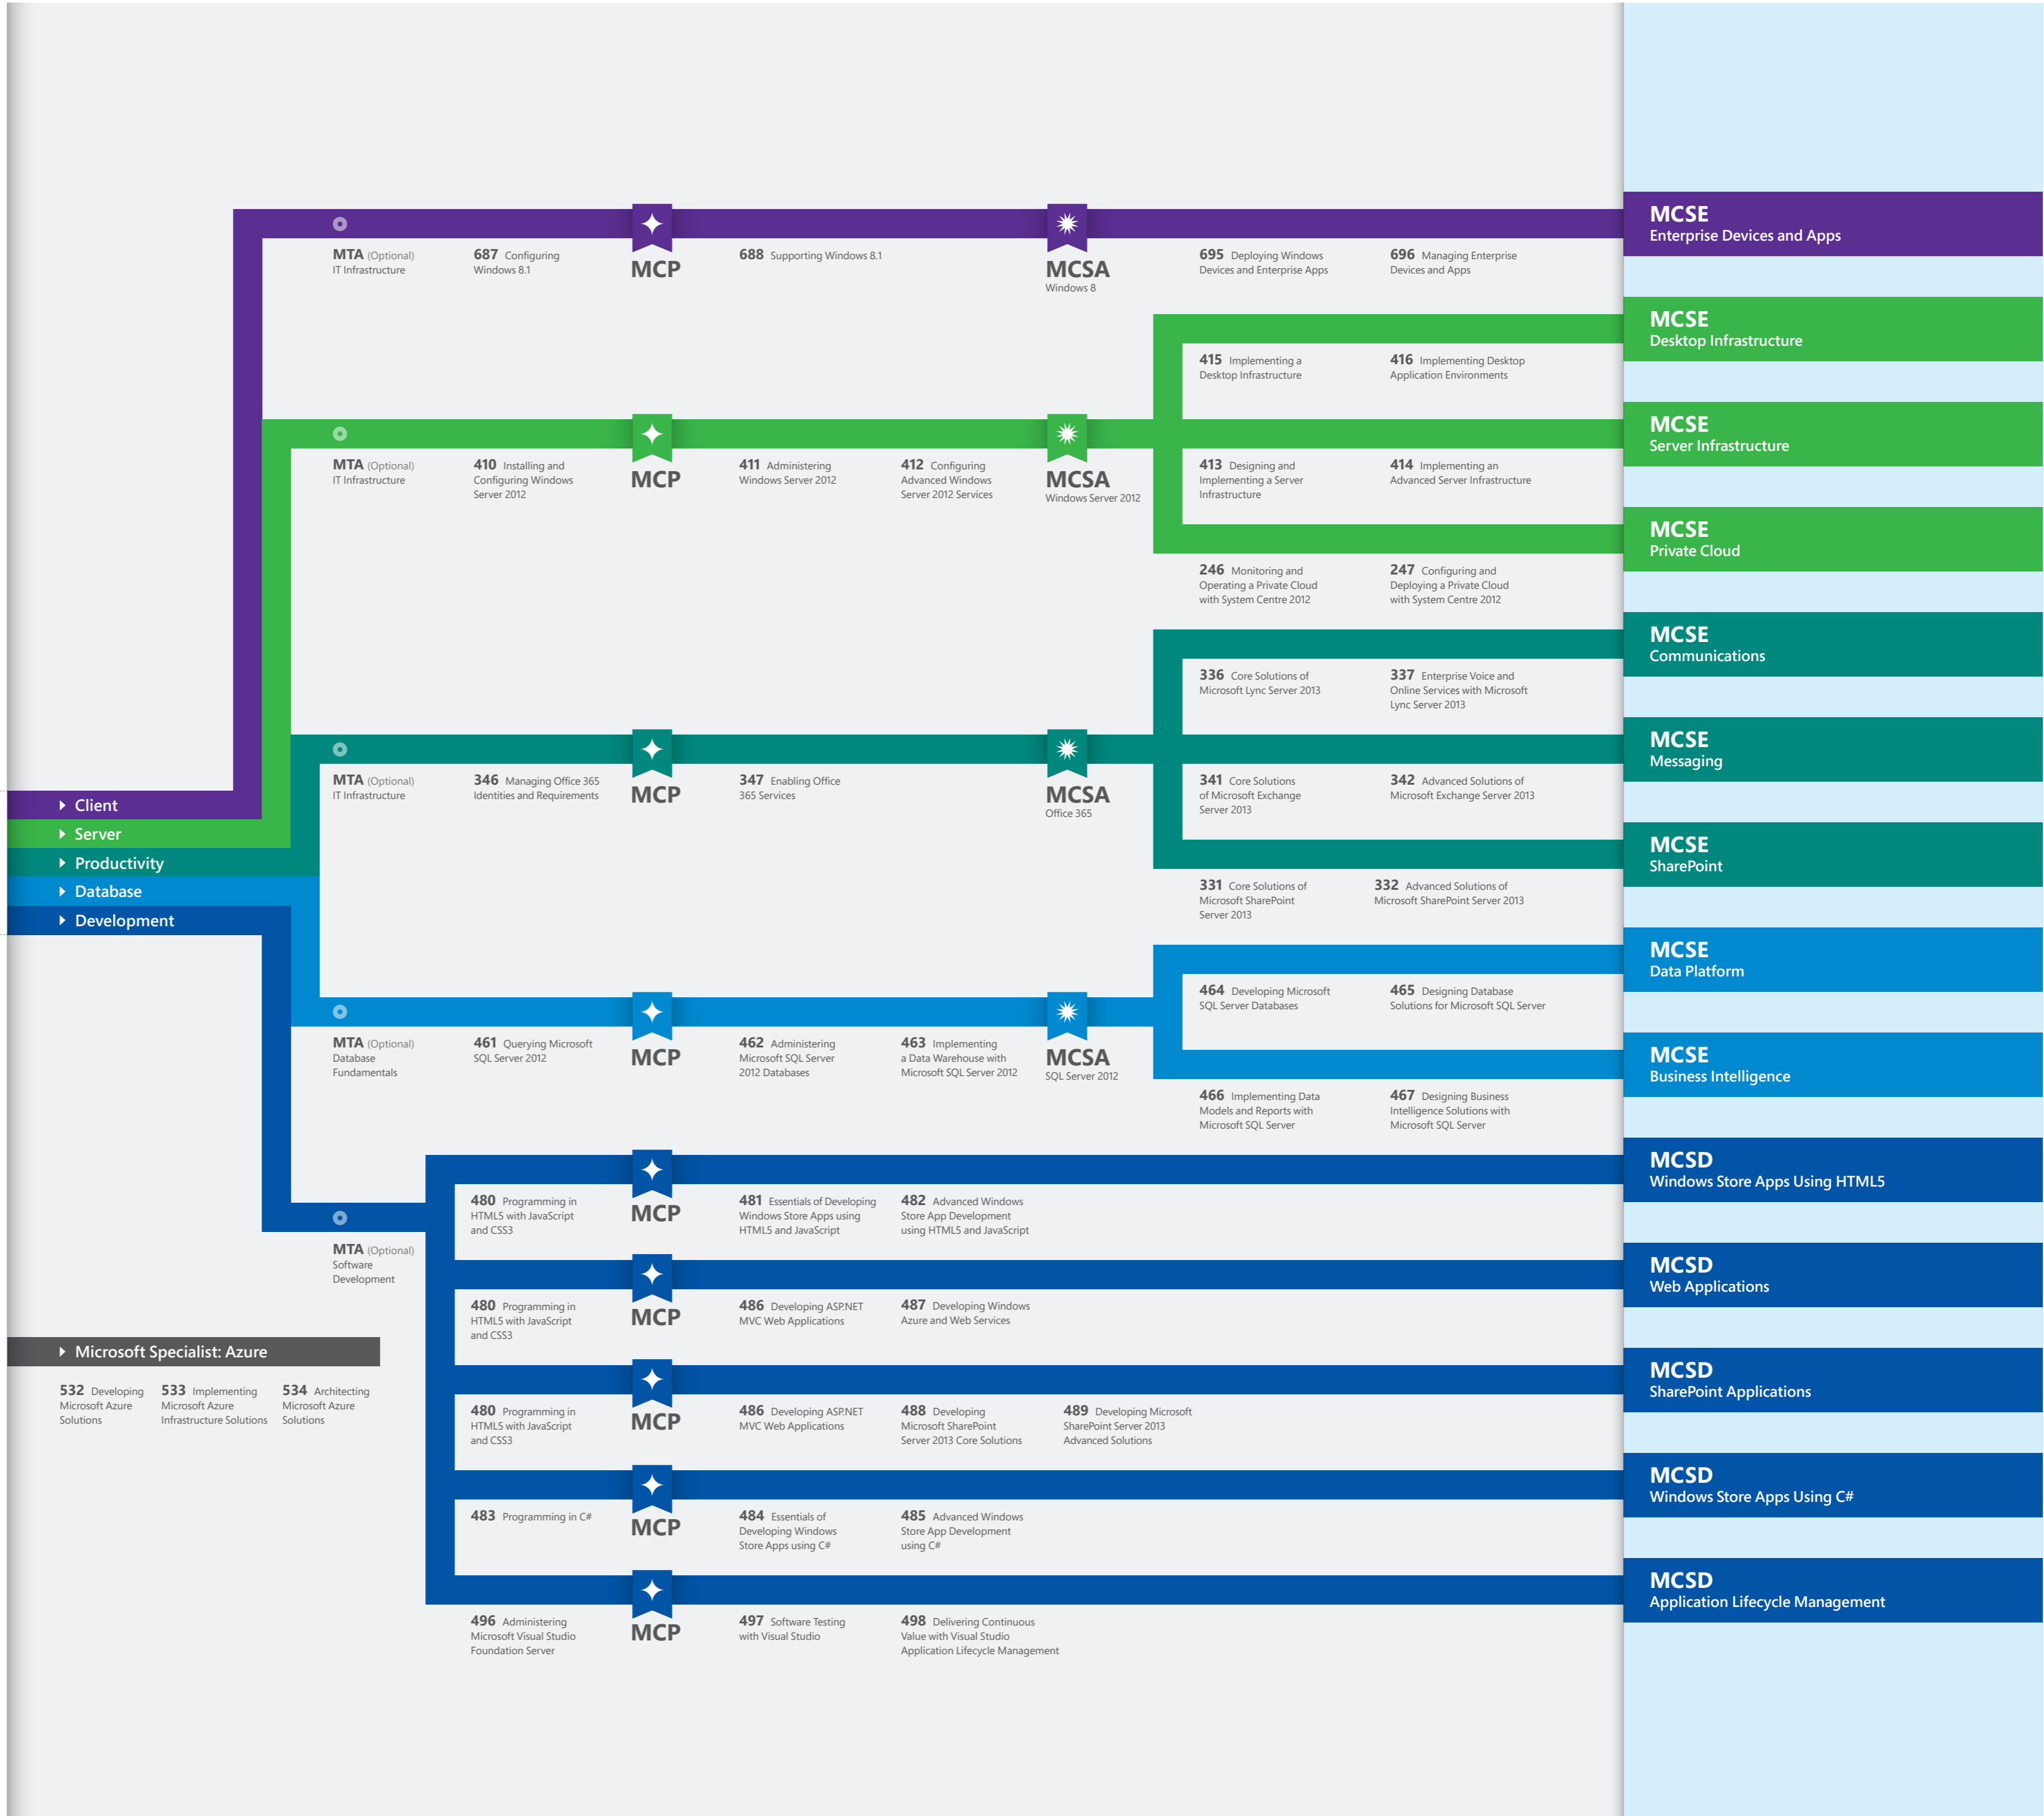 MCSE
Enterprise Devices and Apps
MTA (Optional)
IT Infrastructure
687 Configuring
Windows 8.1
MCP
688 Supporting Windows 8.1
MCSA
Windows 8
695 Deploying Windows
Devices and Enterprise Apps
696 Managing Enterprise
Devices and Apps
MCSE
Desktop Infrastructure
415 Implementing a
Desktop Infrastructure
416 Implementing Desktop
Application Environments
MCSE
Server Infrastructure
MTA (Optional)
IT Infrastructure
410 Installing and
Configuring Windows
Server 2012
MCP
411 Administering
Windows Server 2012
412 Configuring
Advanced Windows
Server 2012 Services
MCSA
Windows Server 2012
413 Designing and
Implementing a Server
Infrastructure
414 Implementing an
Advanced Server Infrastructure
MCSE
Private Cloud
246 Monitoring and
Operating a Private Cloud
with System Centre 2012
247 Configuring and
Deploying a Private Cloud
with System Centre 2012
MCSE
Communications
336 Core Solutions of
Microsoft Lync Server 2013
337 Enterprise Voice and
Online Services with Microsoft
Lync Server 2013
MCSE
Messaging
MTA (Optional)
IT Infrastructure
346 Managing Office 365
Identities and Requirements
MCP
347 Enabling Office
365 Services
MCSA
Office 365
341 Core Solutions
of Microsoft Exchange
Server 2013
342 Advanced Solutions of
Microsoft Exchange Server 2013
Client
Server
Productivity
Database
Development
MCSE
SharePoint
331 Core Solutions of
Microsoft SharePoint
Server 2013
332 Advanced Solutions of
Microsoft SharePoint Server 2013
MCSE
Data Platform
464 Developing Microsoft
SQL Server Databases
465 Designing Database
Solutions for Microsoft SQL Server
MTA (Optional)
Database
Fundamentals
461 Querying Microsoft
SQL Server 2012
MCP
462 Administering
Microsoft SQL Server
2012 Databases
463 Implementing
a Data Warehouse with
Microsoft SQL Server 2012
MCSA
SQL Server 2012
MCSE
Business Intelligence
466 Implementing Data
Models and Reports with
Microsoft SQL Server
467 Designing Business
Intelligence Solutions with
Microsoft SQL Server
MCSD
Windows Store Apps Using HTML5
MTA (Optional)
Software
Development
480 Programming in
HTML5 with JavaScript
and CSS3
MCP
481 Essentials of Developing
Windows Store Apps using
HTML5 and JavaScript
482 Advanced Windows
Store App Development
using HTML5 and JavaScript
MCSD
Web Applications
480 Programming in
HTML5 with JavaScript
and CSS3
MCP
486 Developing ASP.NET
MVC Web Applications
487 Developing Windows
Azure and Web Services
Microsoft Specialist: Azure
532 Developing
Microsoft Azure
Solutions
533 Implementing
Microsoft Azure
Infrastructure Solutions
534 Architecting
Microsoft Azure
Solutions
MCSD
SharePoint Applications
480 Programming in
HTML5 with JavaScript
and CSS3
MCP
486 Developing ASP.NET
MVC Web Applications
488 Developing
Microsoft SharePoint
Server 2013 Core Solutions
489 Developing Microsoft
SharePoint Server 2013
Advanced Solutions
MCSD
Windows Store Apps Using C#
483 Programming in C#
MCP
484 Essentials of
Developing Windows
Store Apps using C#
485 Advanced Windows
Store App Development
using C#
MCSD
Application Lifecycle Management
496 Administering
Microsoft Visual Studio
Foundation Server
MCP
497 Software Testing
with Visual Studio
498 Delivering Continuous
Value with Visual Studio
Application Lifecycle Management